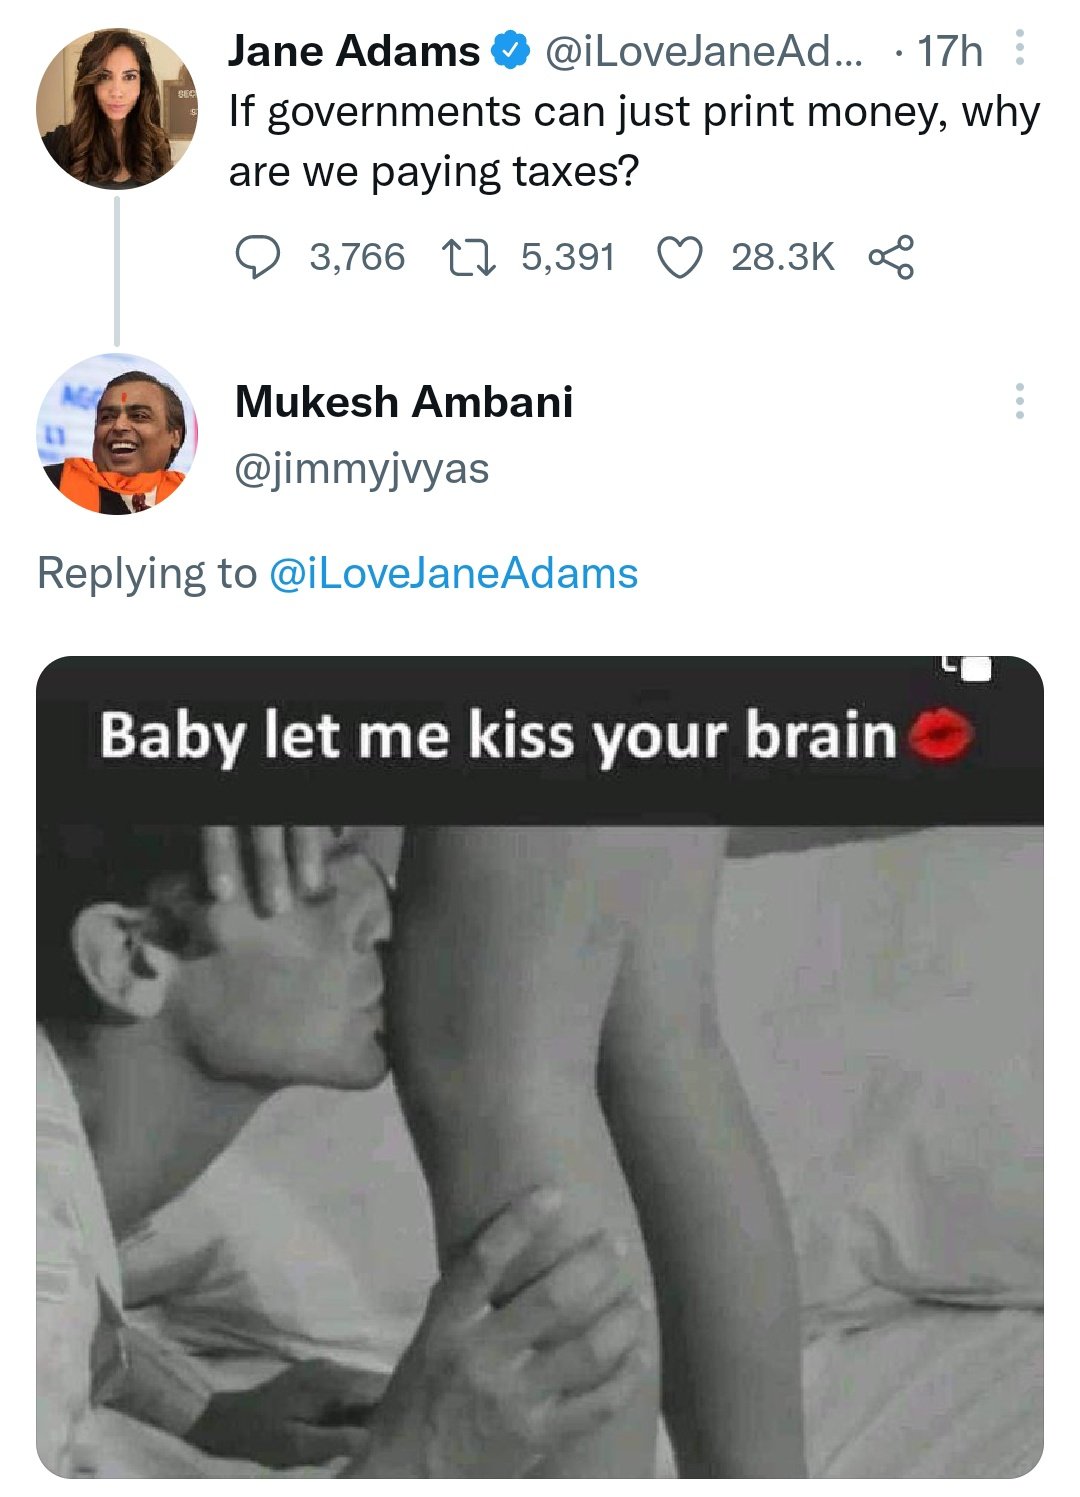 Jane Adams @iLoveJaneAd... · 17h
If governments can just print money, why
are we paying taxes?
3,766 5,391 28.3K
Mukesh Ambani
@jimmyjvyas
Replying to @iLoveJaneAdams
Baby let me kiss your brain💋